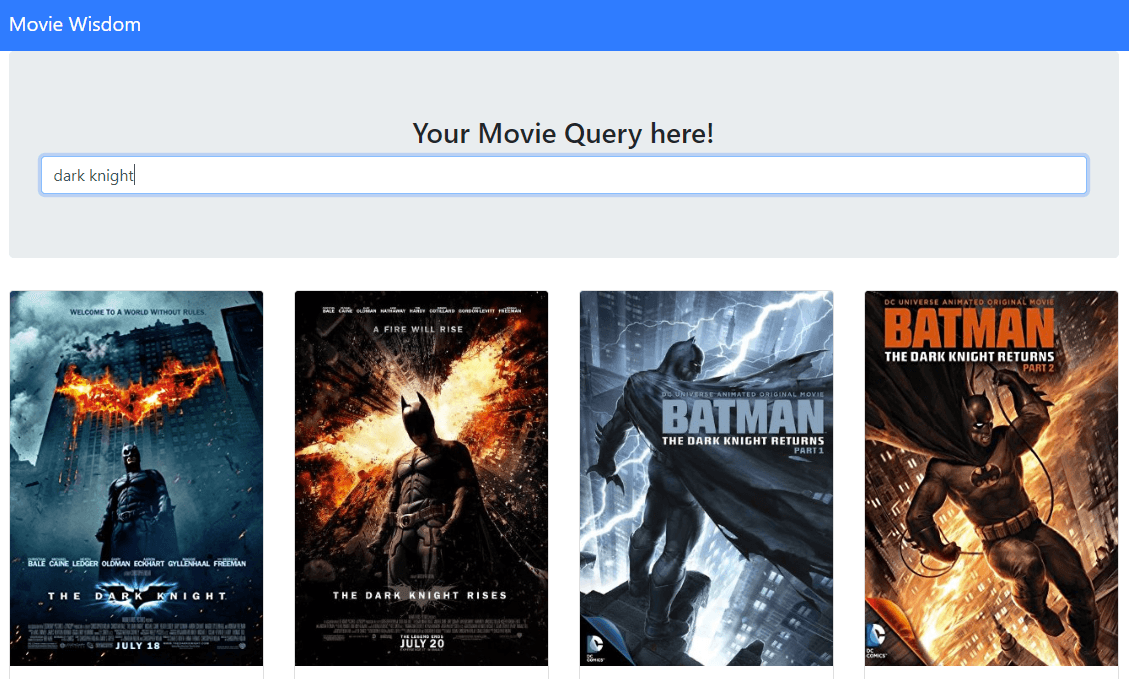 Movie Wisdom
Your Movie Query here!
dark knight
WELCOME TO A WORLD WITHOUT RULES.
BALE CAINE LEDGER OLDMAN ECKHART GYLLENHAAL FREEMAN
THE DARK KNIGHT
JULY 18
BALE CAINE OLDMAN HATHAWAY HARDY COTILLARD GORDON-LEVITT FREEMAN
A FIRE WILL RISE
THE DARK KNIGHT RISES
THE LEGEND ENDS
JULY 20
DC UNIVERSE ANIMATED ORIGINAL MOVIE
BATMAN
THE DARK KNIGHT RETURNS
PART 1
DC
COMICS
DC UNIVERSE ANIMATED ORIGINAL MOVIE
BATMAN
THE DARK KNIGHT RETURNS
PART 2
DC
COMICS